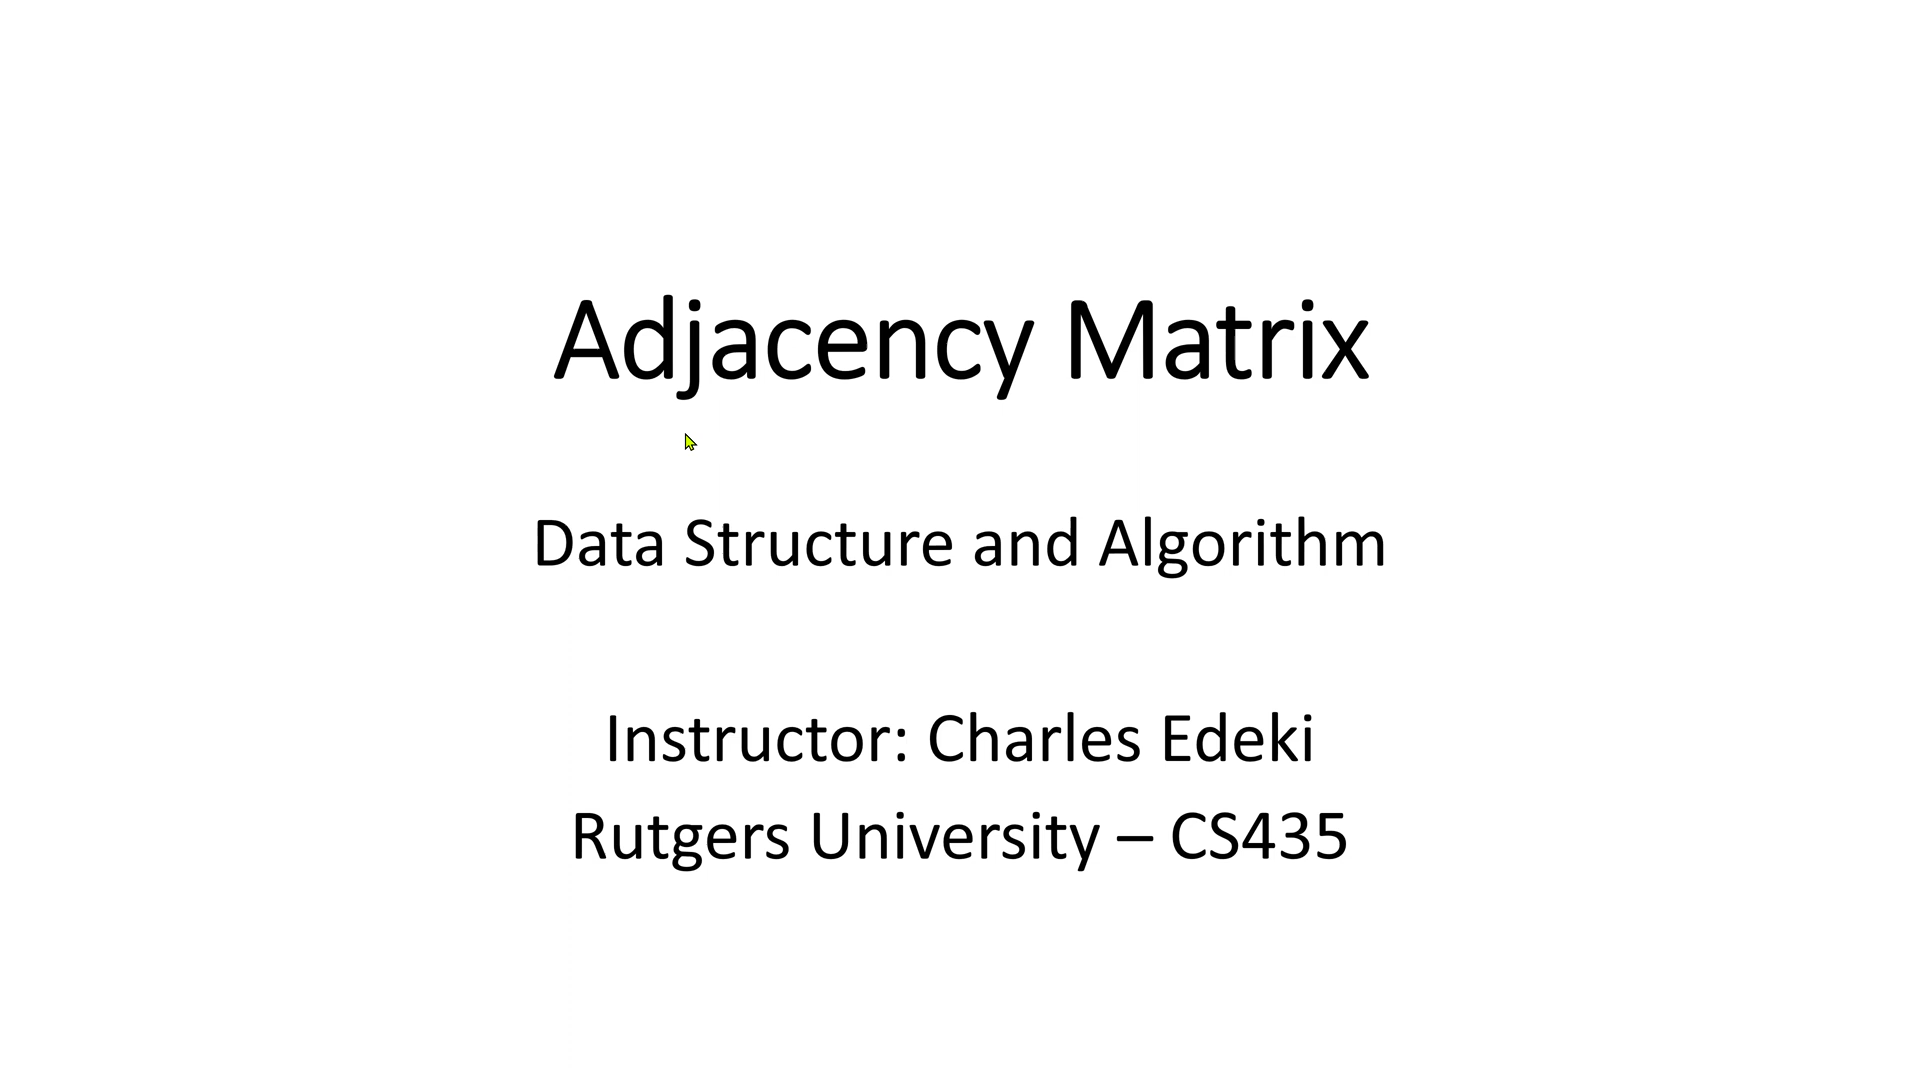 Adjacency Matrix
Data Structure and Algorithm
Instructor: Charles Edeki
Rutgers University – CS435